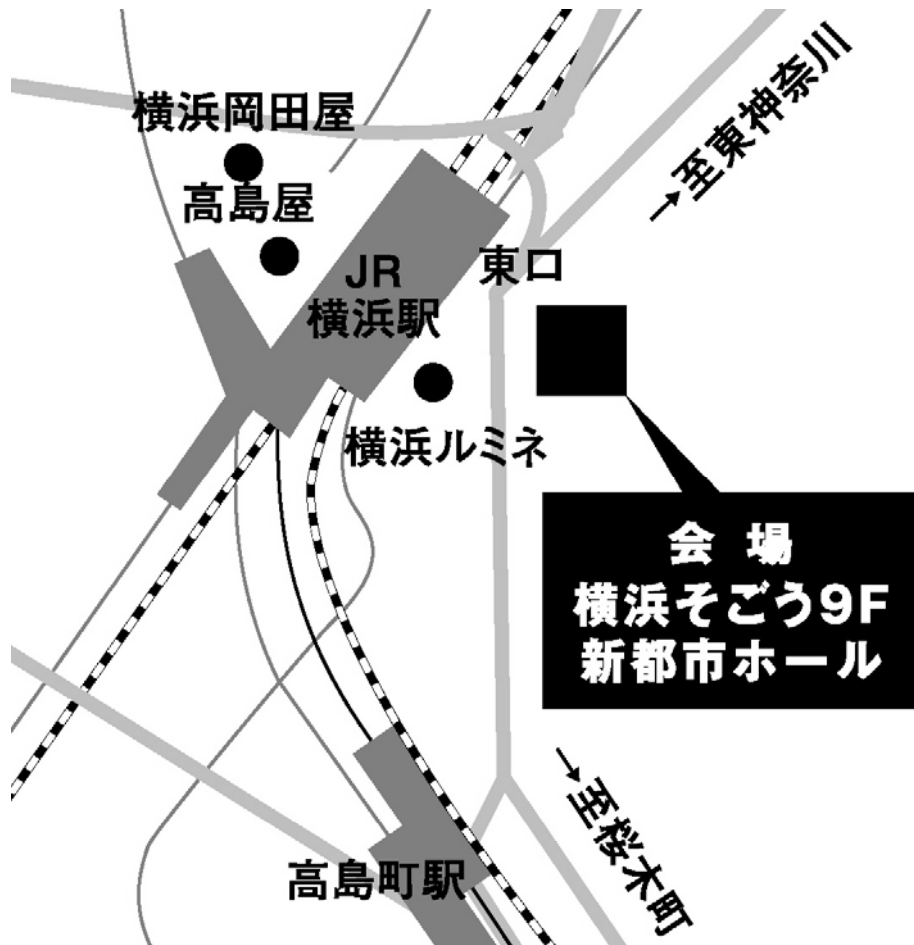 横浜岡田屋
高島屋
→至東神奈川
東口
JR
横浜駅
横浜ルミネ
会場
横浜そごう9F
新都市ホール
→至桜木町
高島町駅